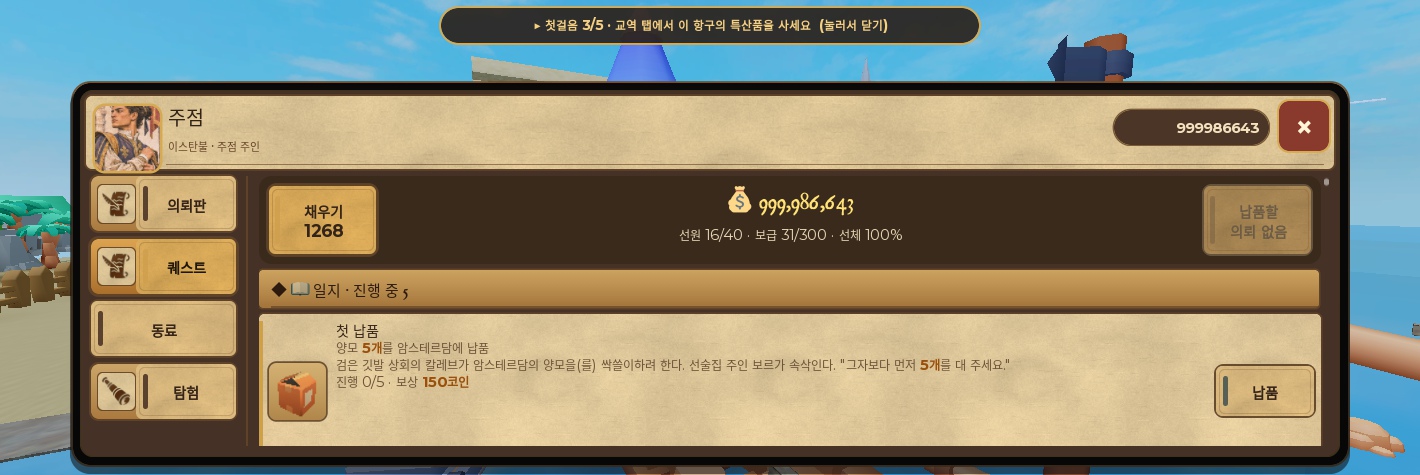 ▸ 첫걸음 3/5 · 교역 탭에서 이 항구의 특산품을 사세요 (눌러서 닫기)
주점
이스탄불 · 주점 주인
999986643
×
의뢰판
퀘스트
동료
탐험
채우기
1268
999,986,643
선원 16/40 · 보급 31/300 · 선체 100%
납품할
의뢰 없음
◆ 📖 일지 · 진행 중 5
첫 납품
양모 5개를 암스테르담에 납품
검은 깃발 상회의 칼레브가 암스테르담의 양모을(를) 싹쓸이하려 한다. 선술집 주인 보르가 속삭인다. "그자보다 먼저 5개를 대 주세요."
진행 0/5 · 보상 150코인
납품